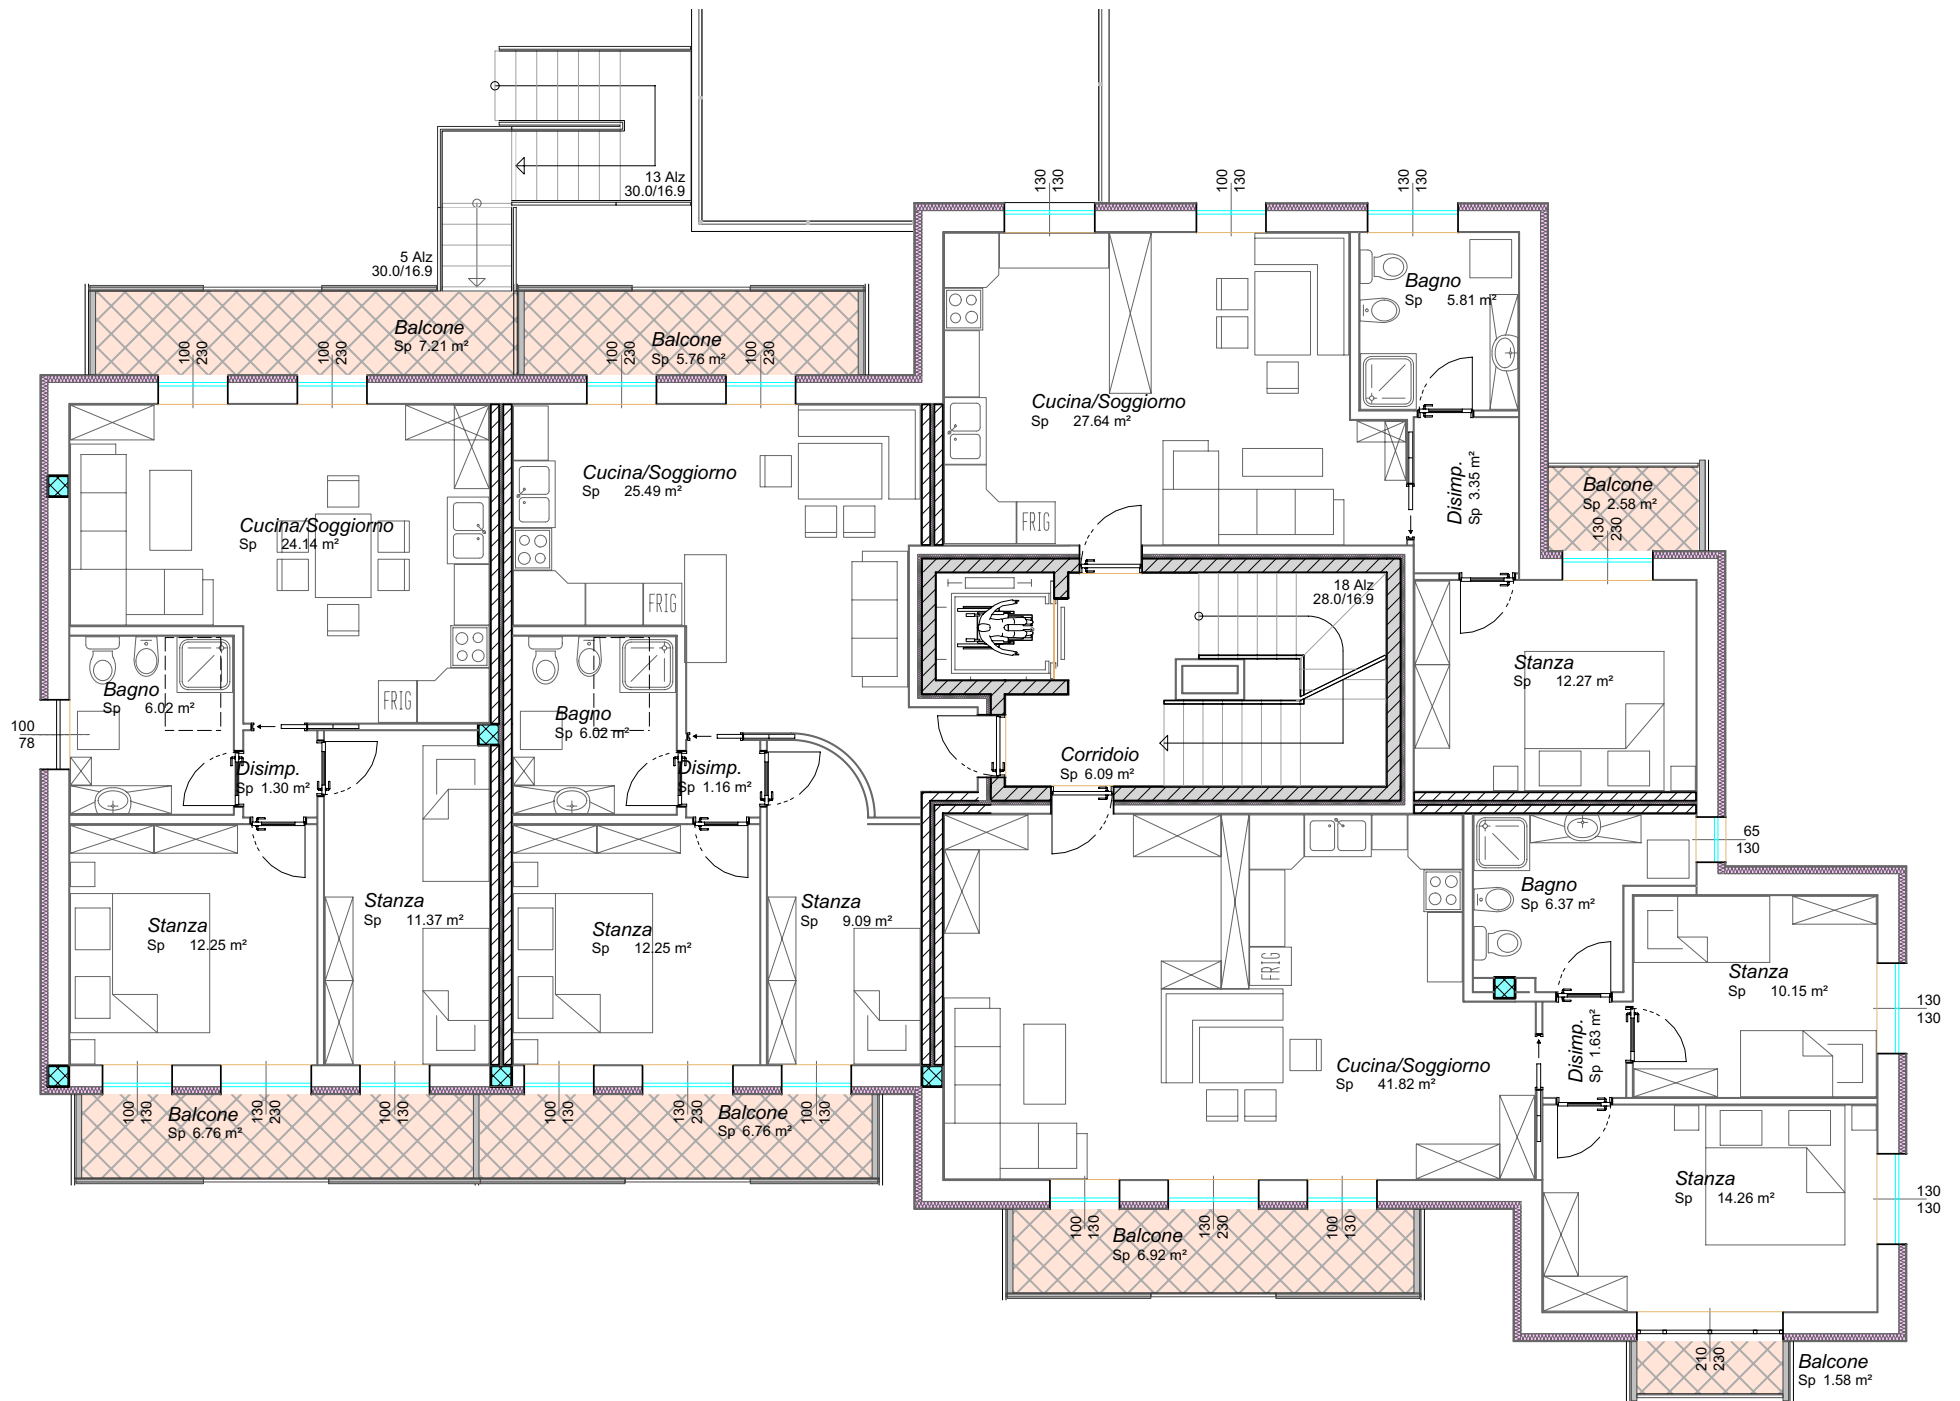 13 Alz
30.0/16.9
5 Alz
30.0/16.9
130
130
100
130
130
130
Balcone
Sp 7.21 m²
Balcone
Sp 5.76 m²
100
230
100
230
100
230
100
230
Bagno
Sp 5.81 m²
Cucina/Soggiorno
Sp 27.64 m²
Cucina/Soggiorno
Sp 25.49 m²
Cucina/Soggiorno
Sp 24.14 m²
Disimp.
Sp 3.35 m²
Balcone
Sp 2.58 m²
130
230
FRIG
FRIG
FRIG
18 Alz
28.0/16.9
Stanza
Sp 12.27 m²
Bagno
Sp 6.02 m²
Bagno
Sp 6.02 m²
100
78
Disimp.
Sp 1.30 m²
Disimp.
Sp 1.16 m²
Corridoio
Sp 6.09 m²
65
130
Bagno
Sp 6.37 m²
Stanza
Sp 12.25 m²
Stanza
Sp 11.37 m²
Stanza
Sp 12.25 m²
Stanza
Sp 9.09 m²
FRIG
Stanza
Sp 10.15 m²
130
130
Disimp.
Sp 1.63 m²
Cucina/Soggiorno
Sp 41.82 m²
100
130
130
230
100
130
100
130
130
230
100
130
Balcone
Sp 6.76 m²
Balcone
Sp 6.76 m²
Stanza
Sp 14.26 m²
130
130
100
130
130
230
100
130
Balcone
Sp 6.92 m²
210
230
Balcone
Sp 1.58 m²